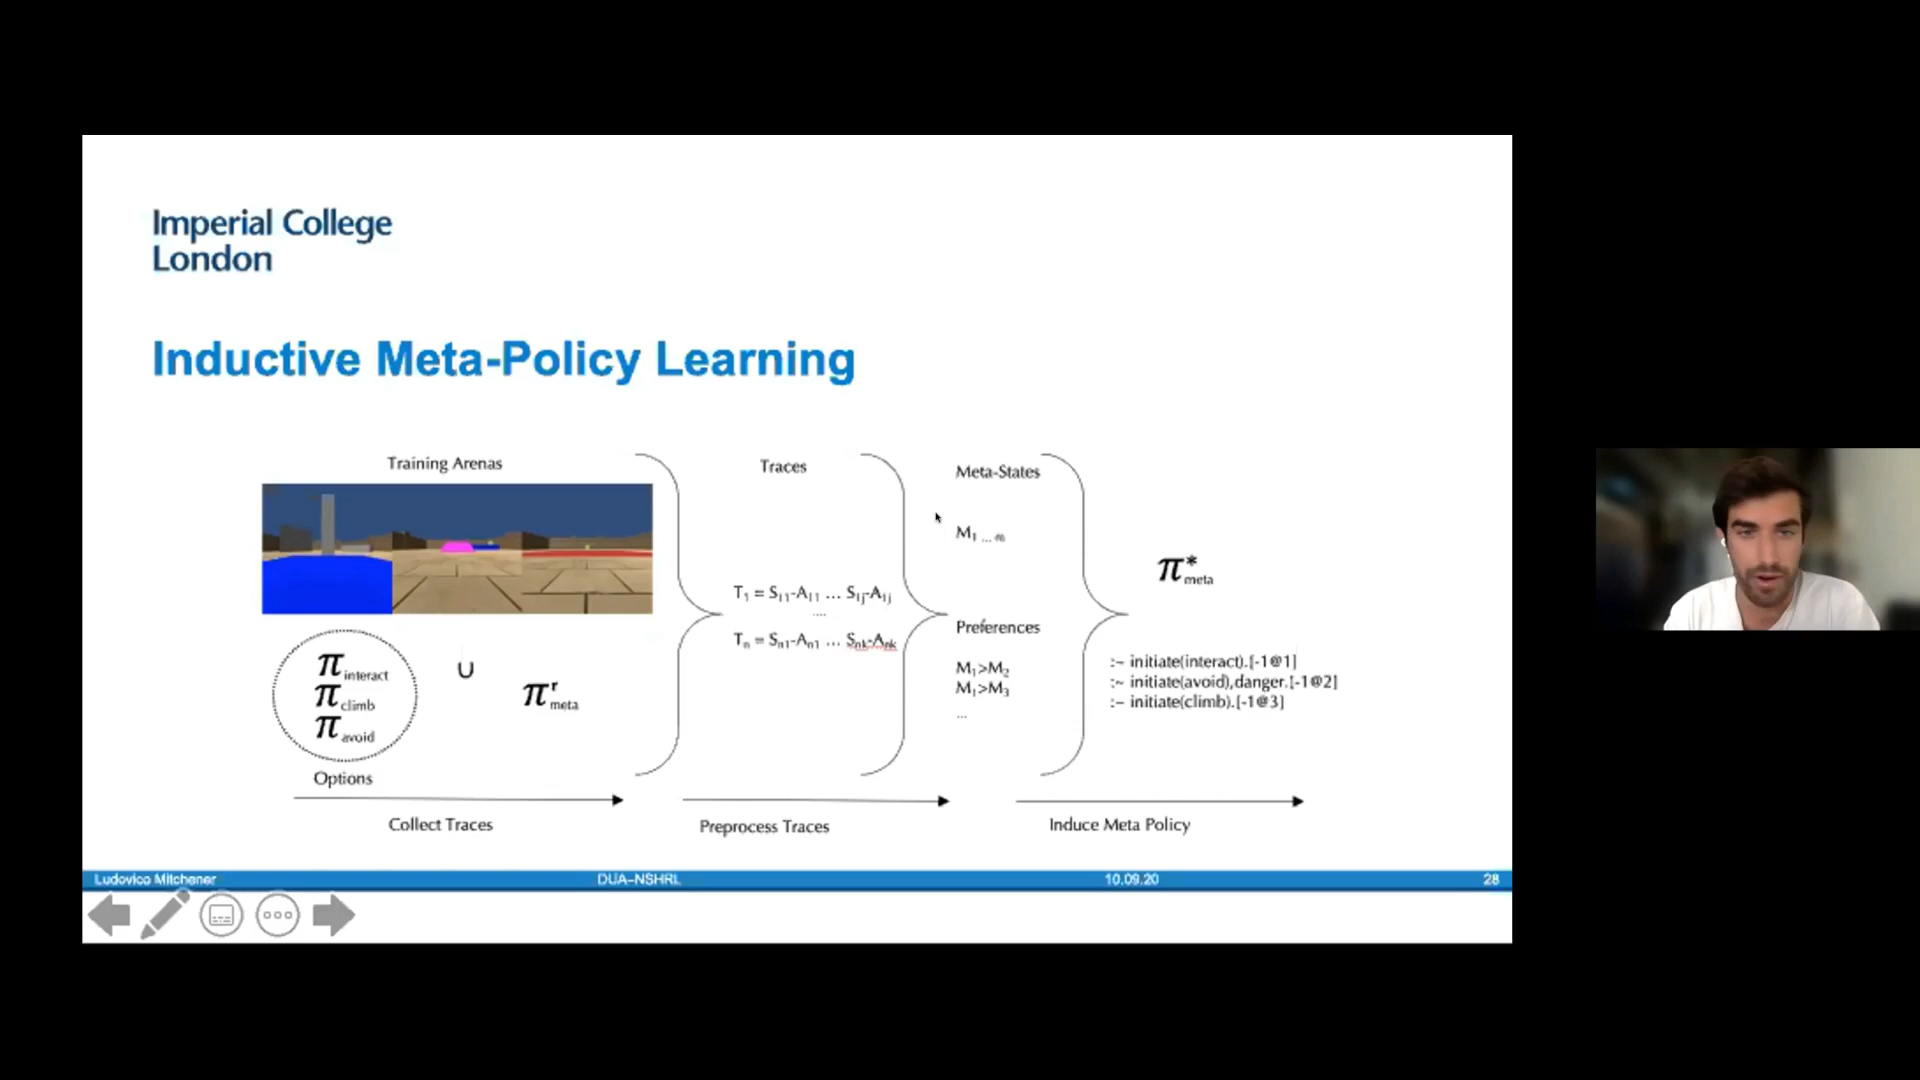 Imperial College
London
Inductive Meta-Policy Learning
Training Arenas
π interact
π climb
π avoid
Options
∪
πʳ meta
Collect Traces
Traces
T₁ = S₁₁-A₁₁ ... S₁ⱼ-A₁ⱼ
....
Tₙ = Sₙ₁-Aₙ₁ ... Sₙₖ-Aₙₖ
Preprocess Traces
Meta-States
M₁ ... ₙ
Preferences
M₁>M₂
M₁>M₃
...
π* meta
:~ initiate(interact).[-1@1]
:~ initiate(avoid),danger.[-1@2]
:~ initiate(climb).[-1@3]
Induce Meta Policy
Ludovico Mitchener
DUA-NSHRL
10.09.20
28